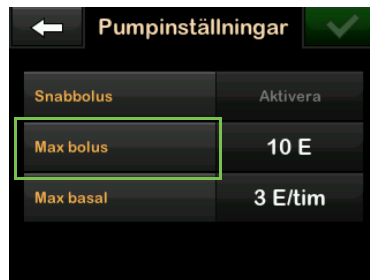 Pumpinställningar
Snabbolus Aktivera
Max bolus 10 E
Max basal 3 E/tim